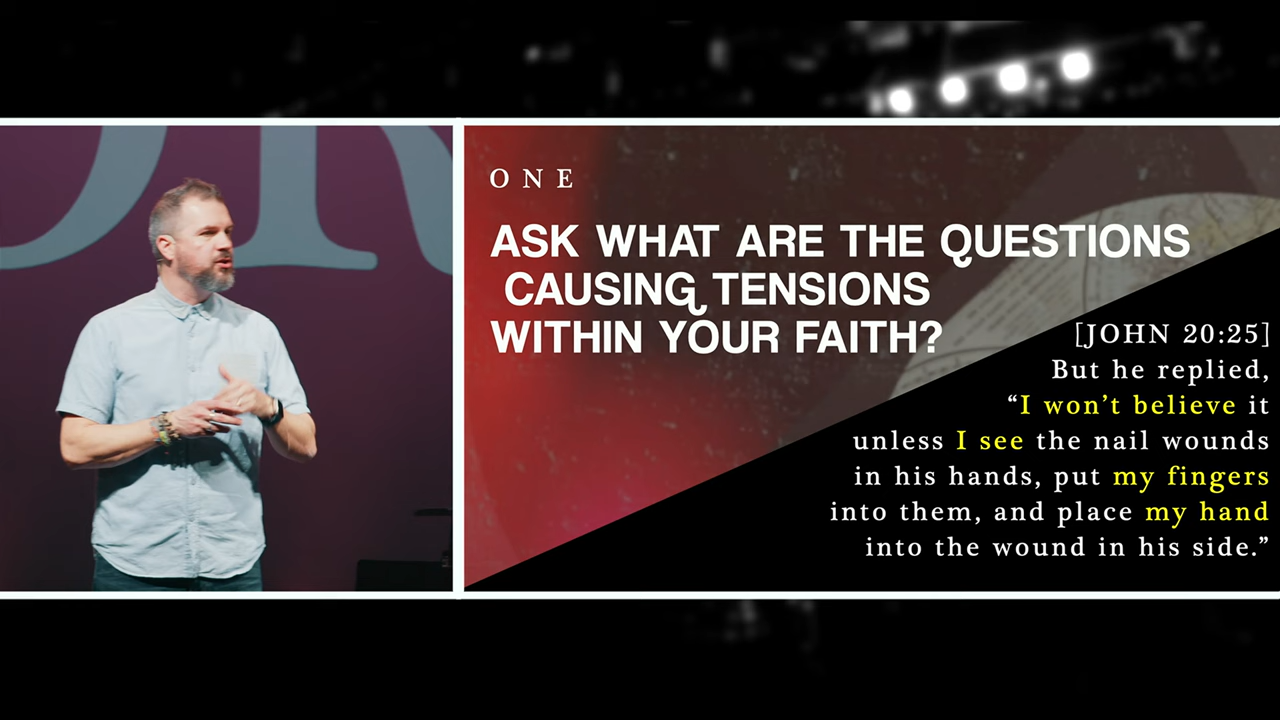 ONE
ASK WHAT ARE THE QUESTIONS
CAUSING TENSIONS
WITHIN YOUR FAITH?
[JOHN 20:25]
But he replied,
“I won’t believe it
unless I see the nail wounds
in his hands, put my fingers
into them, and place my hand
into the wound in his side.”